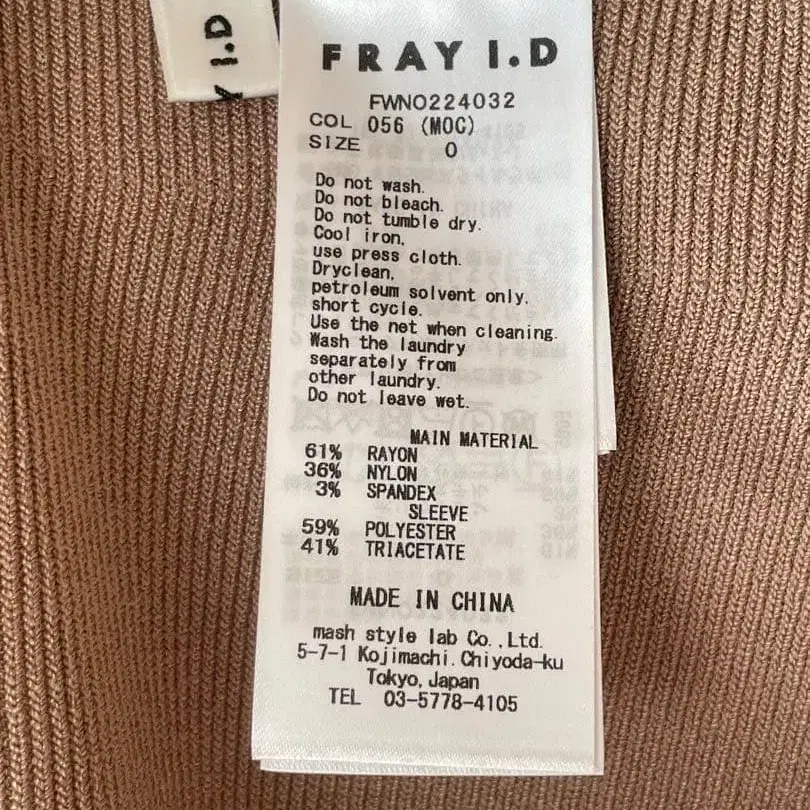 Y I.D
FRAY I.D
FWNO224032
COL 056 (MOC)
SIZE 0
Do not wash.
Do not bleach.
Do not tumble dry.
Cool iron,
use press cloth.
Dryclean,
petroleum solvent only.
short cycle.
Use the net when cleaning.
Wash the laundry
separately from
other laundry.
Do not leave wet.
MAIN MATERIAL
61% RAYON
36% NYLON
3% SPANDEX
SLEEVE
59% POLYESTER
41% TRIACETATE
MADE IN CHINA
mash style lab Co.,Ltd.
5-7-1 Kojimachi.Chiyoda-ku
Tokyo,Japan
TEL 03-5778-4105